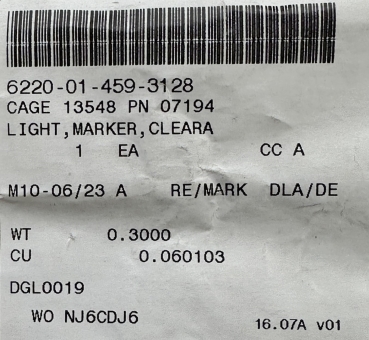 6220-01-459-3128
CAGE 13548 PN 07194
LIGHT,MARKER,CLEARA
1 EA CC A
M10-06/23 A RE/MARK DLA/DE
WT 0.3000
CU 0.060103
DGL0019
WO NJ6CDJ6
16.07A v01